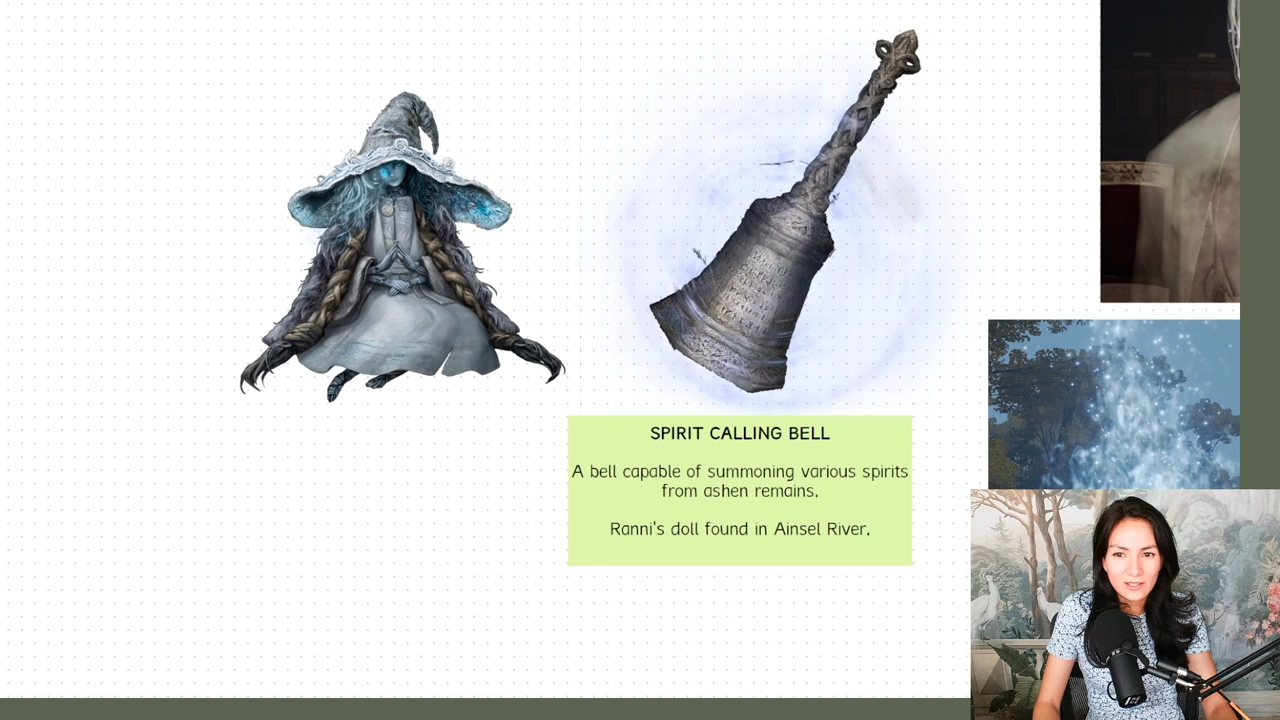 SPIRIT CALLING BELL
A bell capable of summoning various spirits
from ashen remains.
Ranni's doll found in Ainsel River.